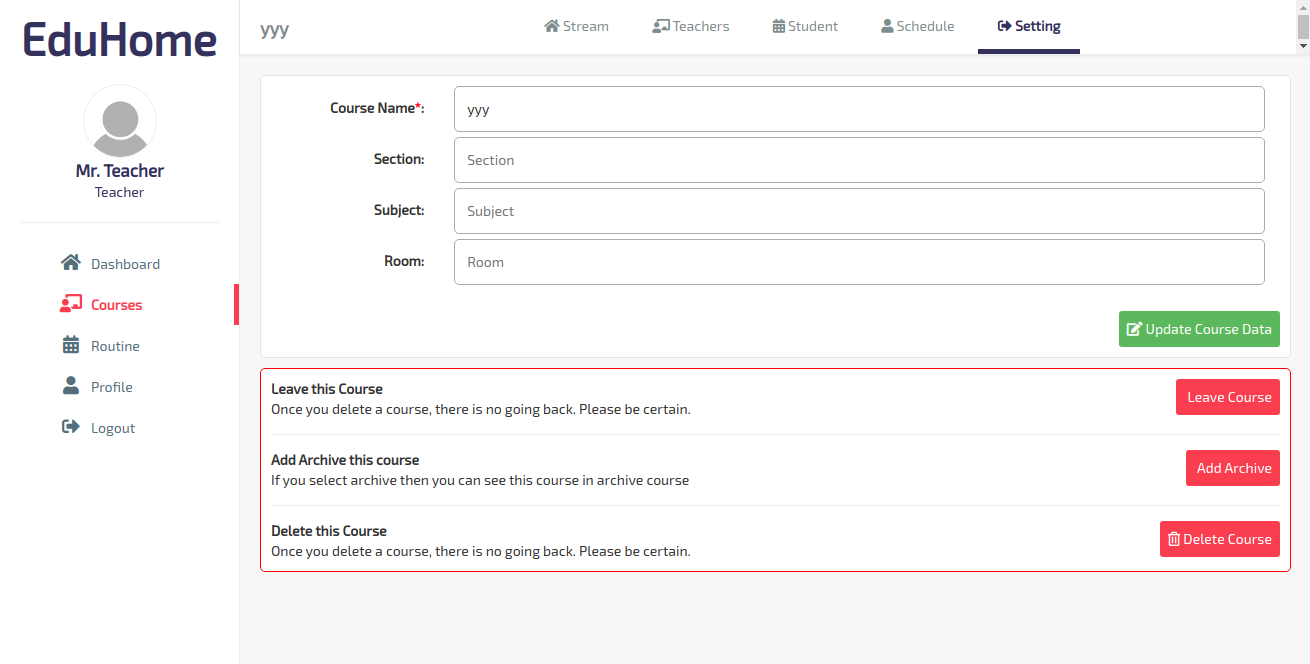 EduHome
Mr. Teacher
Teacher
Dashboard
Courses
Routine
Profile
Logout
yyy
Stream
Teachers
Student
Schedule
Setting
Course Name*:
yyy
Section:
Section
Subject:
Subject
Room:
Room
Update Course Data
Leave this Course
Once you delete a course, there is no going back. Please be certain.
Leave Course
Add Archive this course
If you select archive then you can see this course in archive course
Add Archive
Delete this Course
Once you delete a course, there is no going back. Please be certain.
Delete Course